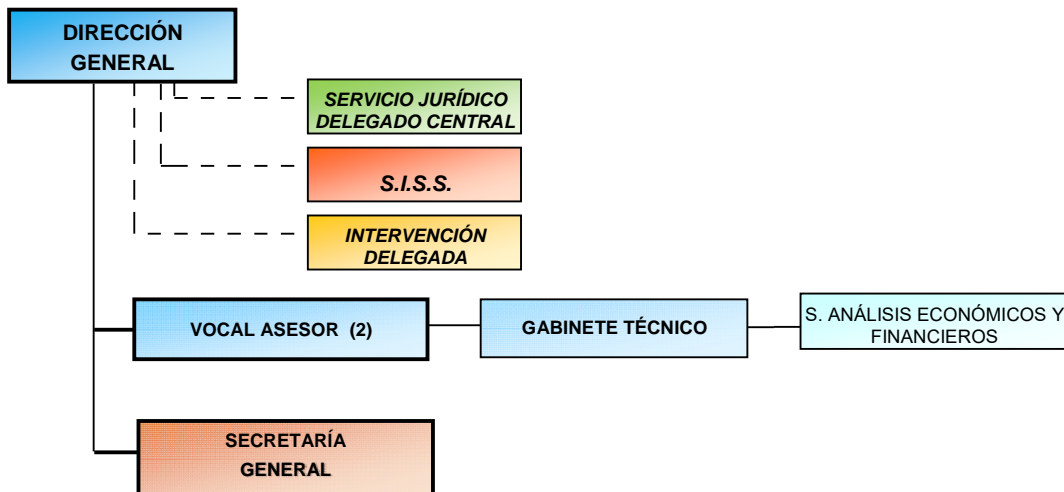 DIRECCIÓN
GENERAL
SERVICIO JURÍDICO
DELEGADO CENTRAL
S.I.S.S.
INTERVENCIÓN
DELEGADA
VOCAL ASESOR (2)
GABINETE TÉCNICO
S. ANÁLISIS ECONÓMICOS Y
FINANCIEROS
SECRETARÍA
GENERAL